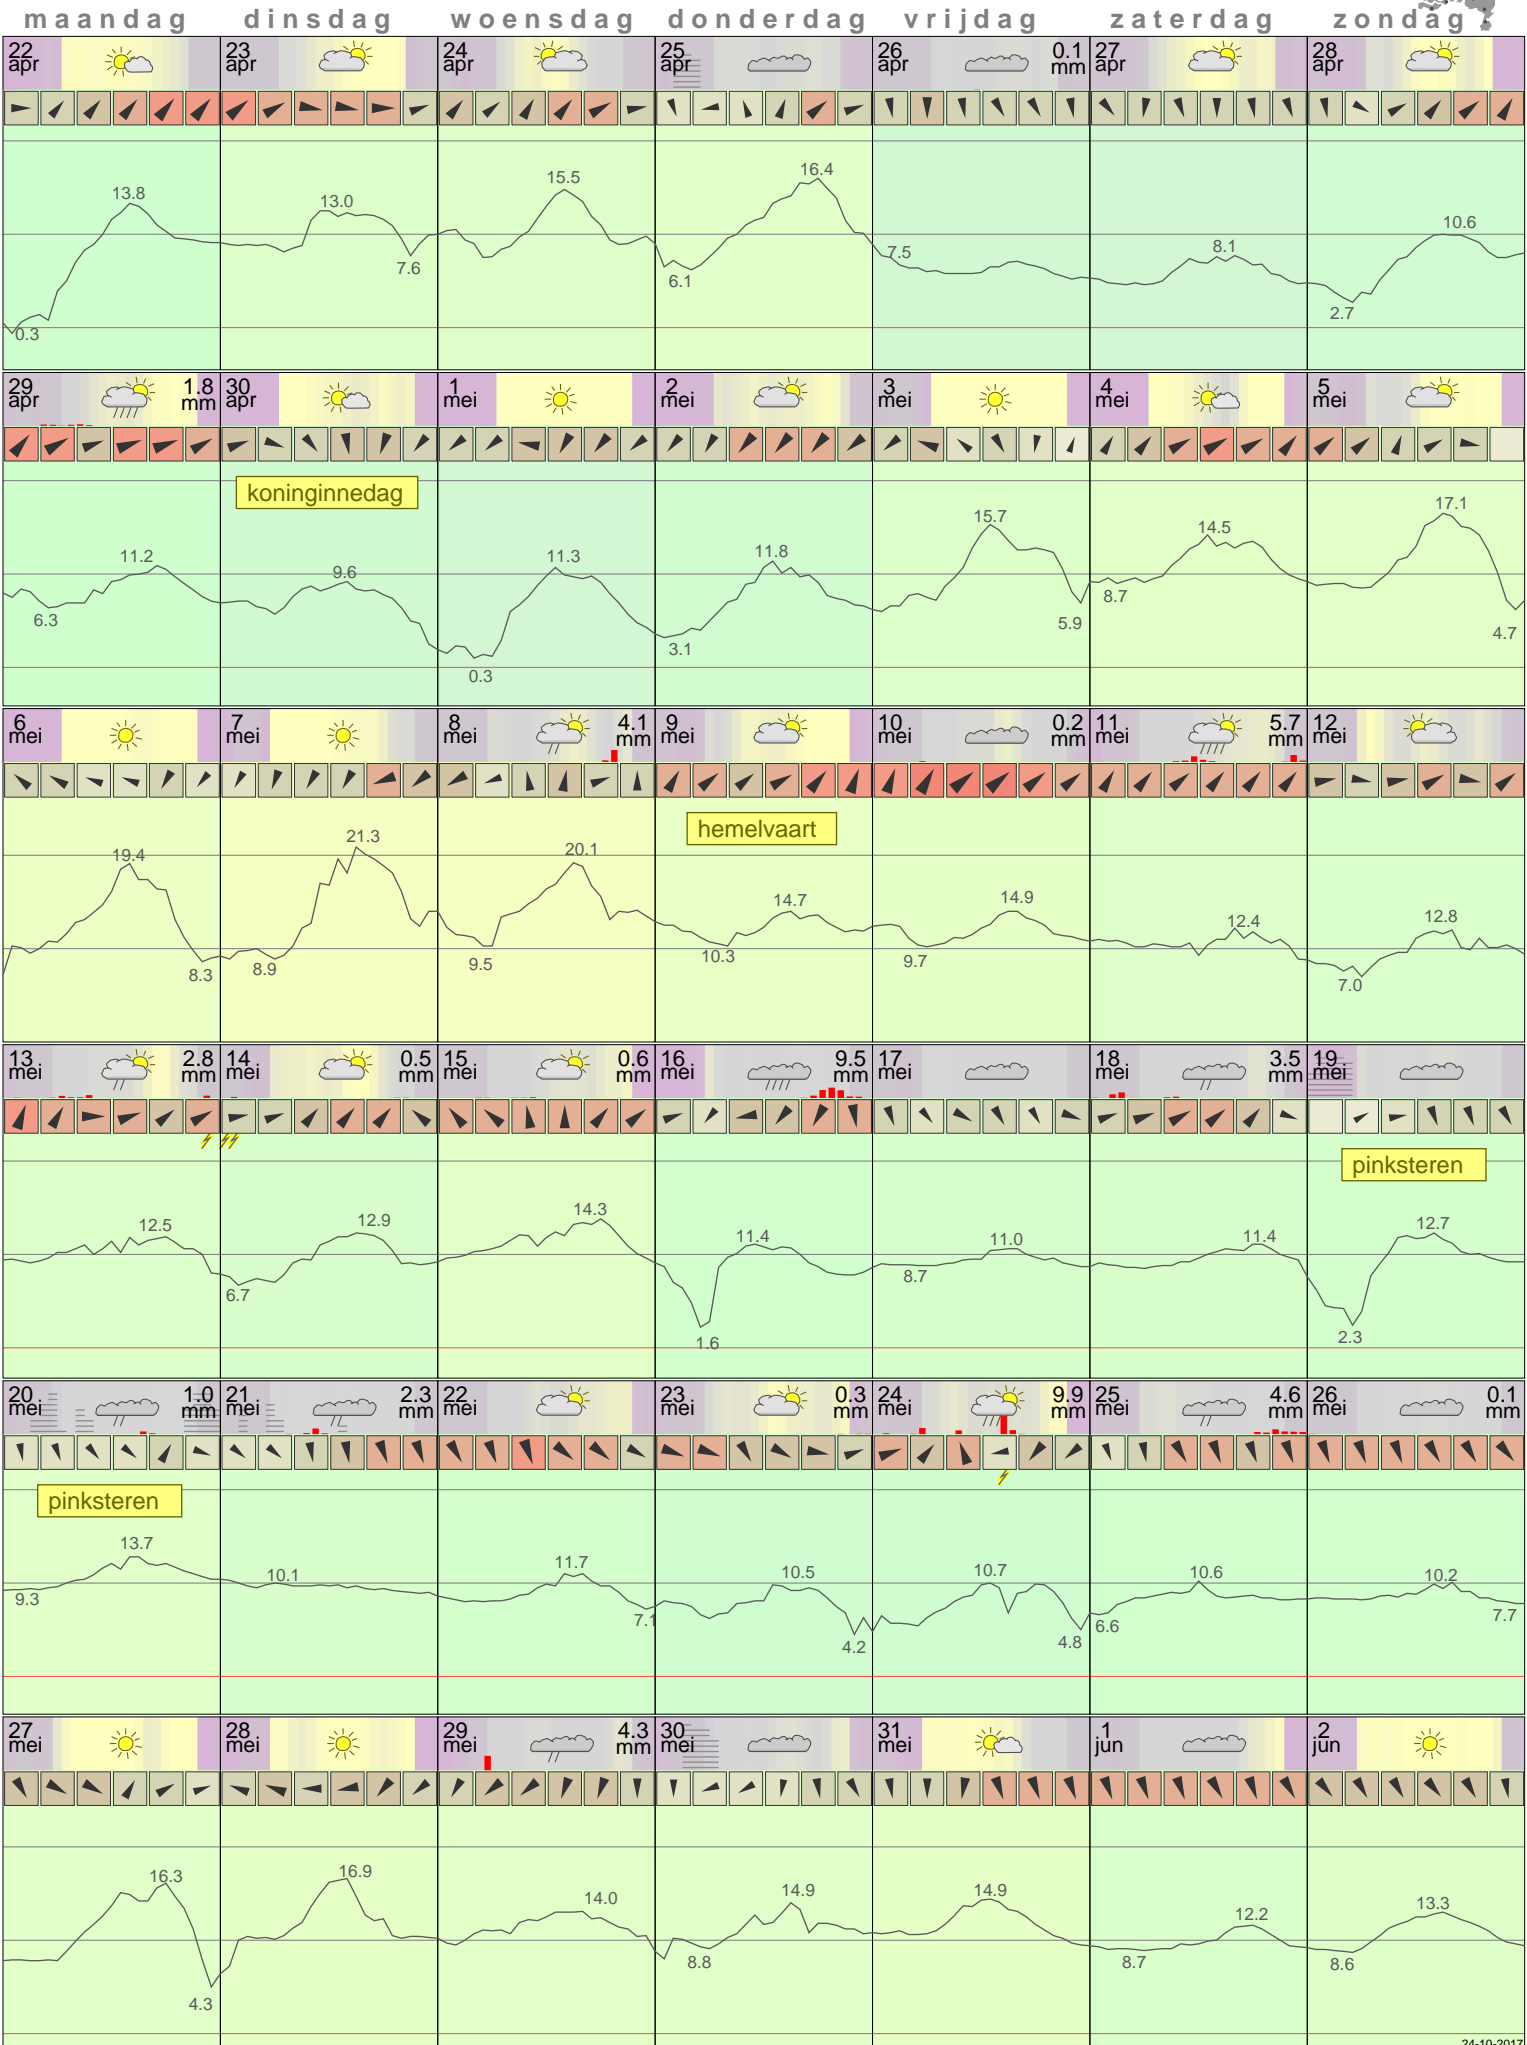 maandag dinsdag woensdag donderdag vrijdag zaterdag zondag
22 23 24 25 26 0.1 27 28
apr apr apr apr apr mm apr apr
13.8 13.0 15.5 16.4 10.6
7.6 6.1 7.5 8.1
0.3 2.7
29 1.8 30 1 2 3 4 5
apr mm apr mei mei mei mei mei
koninginnedag
11.2 9.6 11.3 11.8 15.7 14.5 17.1
6.3 0.3 3.1 5.9 8.7 4.7
6 7 8 4.1 9 10 0.2 11 5.7 12
mei mei mei mm mei mei mm mei mm mei
hemelvaart
19.4 21.3 20.1 14.7 14.9 12.4 12.8
8.3 8.9 9.5 10.3 9.7 7.0
13 2.8 14 0.5 15 0.6 16 9.5 17 18 3.5 19
mei mm mei mm mei mm mei mm mei mei mm mei
pinksteren
12.5 12.9 14.3 11.4 11.0 11.4 12.7
6.7 1.6 8.7 2.3
20 1.0 21 2.3 22 23 0.3 24 9.9 25 4.6 26 0.1
mei mm mei mm mei mei mm mei mm mei mm mei mm
pinksteren
13.7 10.1 11.7 10.5 10.7 10.6 10.2
9.3 7.1 4.2 4.8 6.6 7.7
27 28 29 4.3 30 31 1 2
mei mei mei mm mei mei jun jun
16.3 16.9 14.0 14.9 14.9 12.2 13.3
4.3 8.8 8.7 8.6
24-10-2017